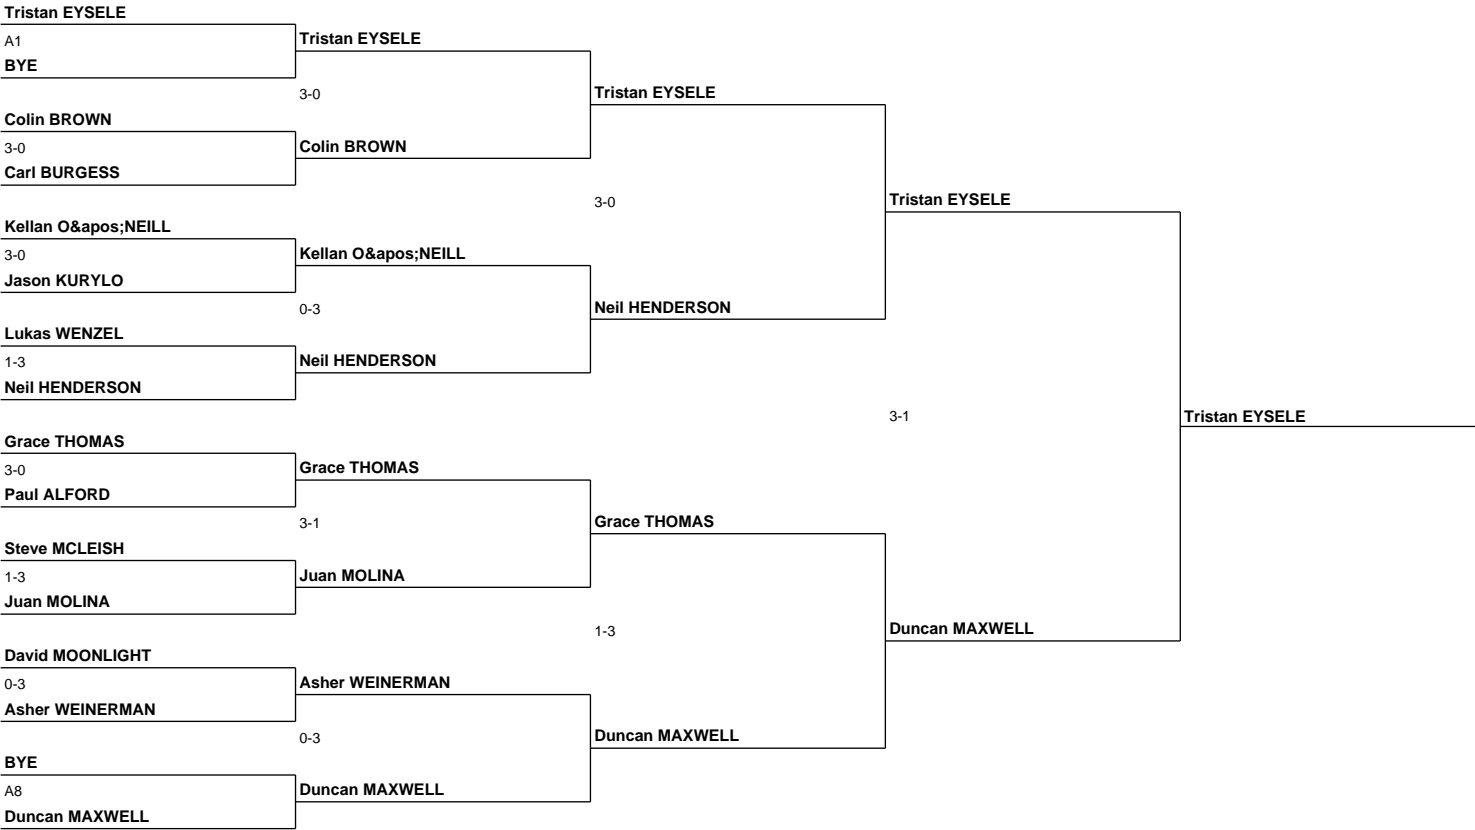 Tristan EYSELE
A1
BYE
Colin BROWN
3-0
Carl BURGESS
Kellan O&apos;NEILL
3-0
Jason KURYLO
Lukas WENZEL
1-3
Neil HENDERSON
Grace THOMAS
3-0
Paul ALFORD
Steve MCLEISH
1-3
Juan MOLINA
David MOONLIGHT
0-3
Asher WEINERMAN
BYE
A8
Duncan MAXWELL
Tristan EYSELE
3-0
Colin BROWN
Kellan O&apos;NEILL
0-3
Neil HENDERSON
Grace THOMAS
3-1
Juan MOLINA
Asher WEINERMAN
0-3
Duncan MAXWELL
Tristan EYSELE
3-0
Neil HENDERSON
Grace THOMAS
1-3
Duncan MAXWELL
Tristan EYSELE
3-1
Duncan MAXWELL
Tristan EYSELE